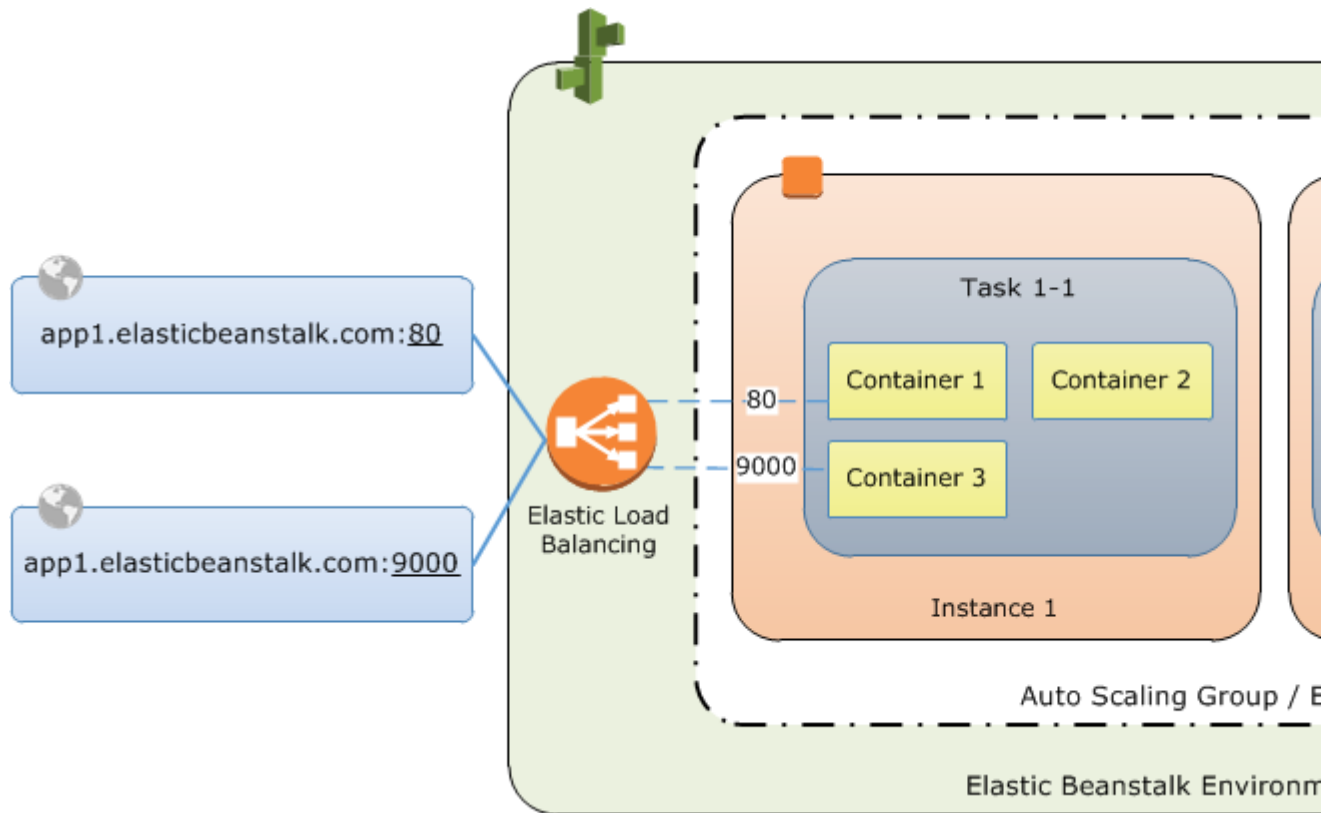 app1.elasticbeanstalk.com:80
app1.elasticbeanstalk.com:9000
Elastic Load
Balancing
80
9000
Task 1-1
Container 1
Container 2
Container 3
Instance 1
Auto Scaling Group /
Elastic Beanstalk